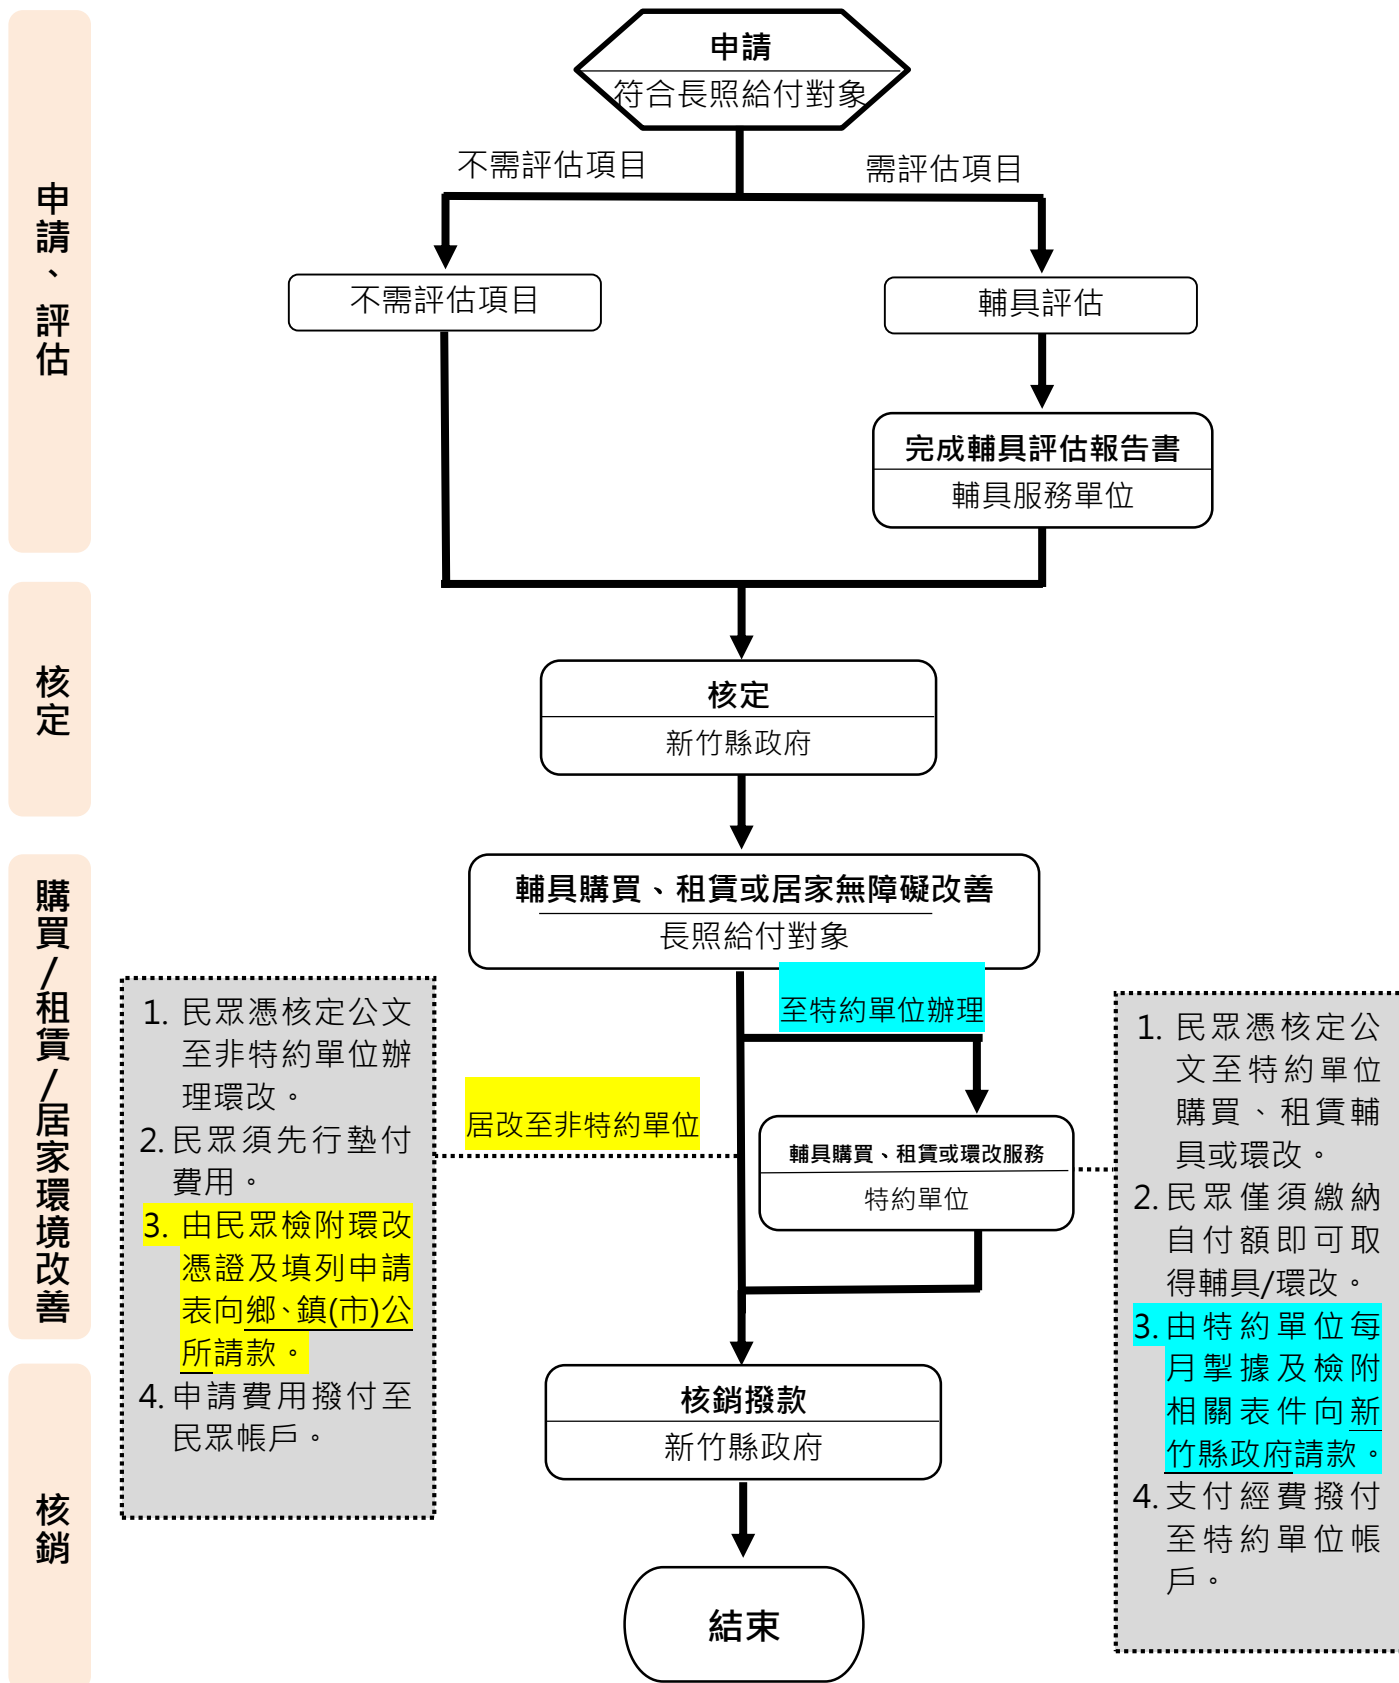 申請、評估
核定
購買/租賃/居家環境改善
核銷
申請
符合長照給付對象
不需評估項目
需評估項目
不需評估項目
輔具評估
完成輔具評估報告書
輔具服務單位
核定
新竹縣政府
輔具購買、租賃或居家無障礙改善
長照給付對象
至特約單位辦理
居改至非特約單位
輔具購買、租賃或環改服務
特約單位
1. 民眾憑核定公文
至非特約單位辦
理環改。
2. 民眾須先行墊付
費用。
3. 由民眾檢附環改
憑證及填列申請
表向鄉、鎮(市)公
所請款。
4. 申請費用撥付至
民眾帳戶。
1. 民眾憑核定公
文至特約單位
購買、租賃輔
具或環改。
2. 民眾僅須繳納
自付額即可取
得輔具/環改。
3. 由特約單位每
月掣據及檢附
相關表件向新
竹縣政府請款。
4. 支付經費撥付
至特約單位帳
戶。
核銷撥款
新竹縣政府
結束